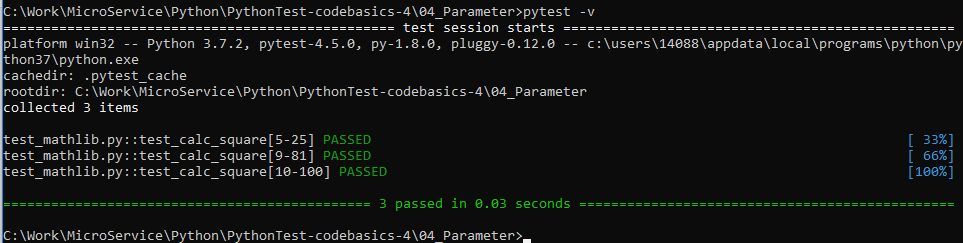 C:\Work\MicroService\Python\PythonTest-codebasics-4\04_Parameter>pytest -v
================================================= test session starts =================================================
platform win32 -- Python 3.7.2, pytest-4.5.0, py-1.8.0, pluggy-0.12.0 -- c:\users\14088\appdata\local\programs\python\py
thon37\python.exe
cachedir: .pytest_cache
rootdir: C:\Work\MicroService\Python\PythonTest-codebasics-4\04_Parameter
collected 3 items
test_mathlib.py::test_calc_square[5-25] PASSED [ 33%]
test_mathlib.py::test_calc_square[9-81] PASSED [ 66%]
test_mathlib.py::test_calc_square[10-100] PASSED [100%]
============================================== 3 passed in 0.03 seconds ===============================================
C:\Work\MicroService\Python\PythonTest-codebasics-4\04_Parameter>